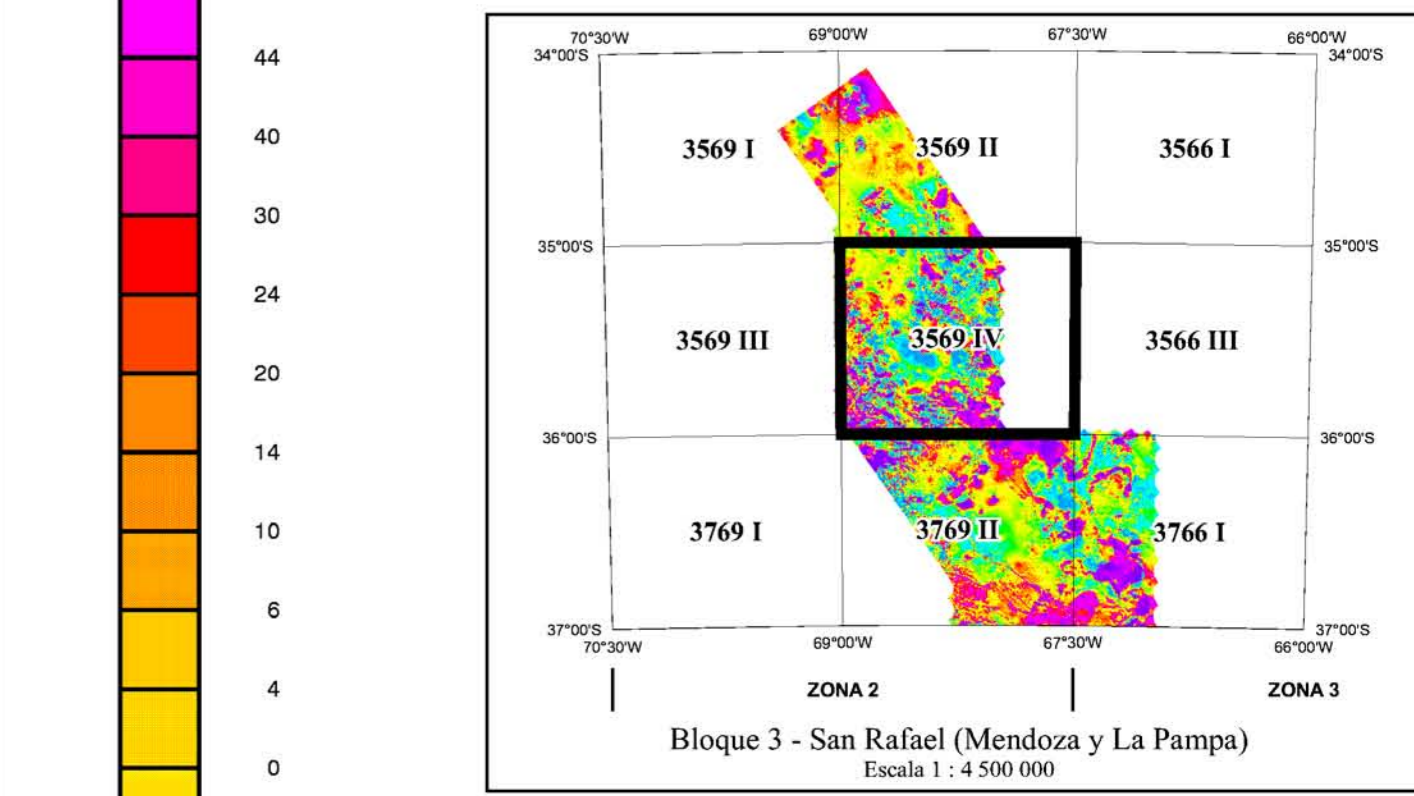 44
40
30
24
20
14
10
6
4
0
70°30'W 69°00'W 67°30'W 66°00'W
34°00'S 34°00'S
3569 I 3569 II 3566 I
35°00'S 35°00'S
3569 III 3569 IV 3566 III
36°00'S 36°00'S
3769 I 3769 II 3766 I
37°00'S 37°00'S
70°30'W 69°00'W 67°30'W 66°00'W
ZONA 2 ZONA 3
Bloque 3 - San Rafael (Mendoza y La Pampa)
Escala 1 : 4 500 000